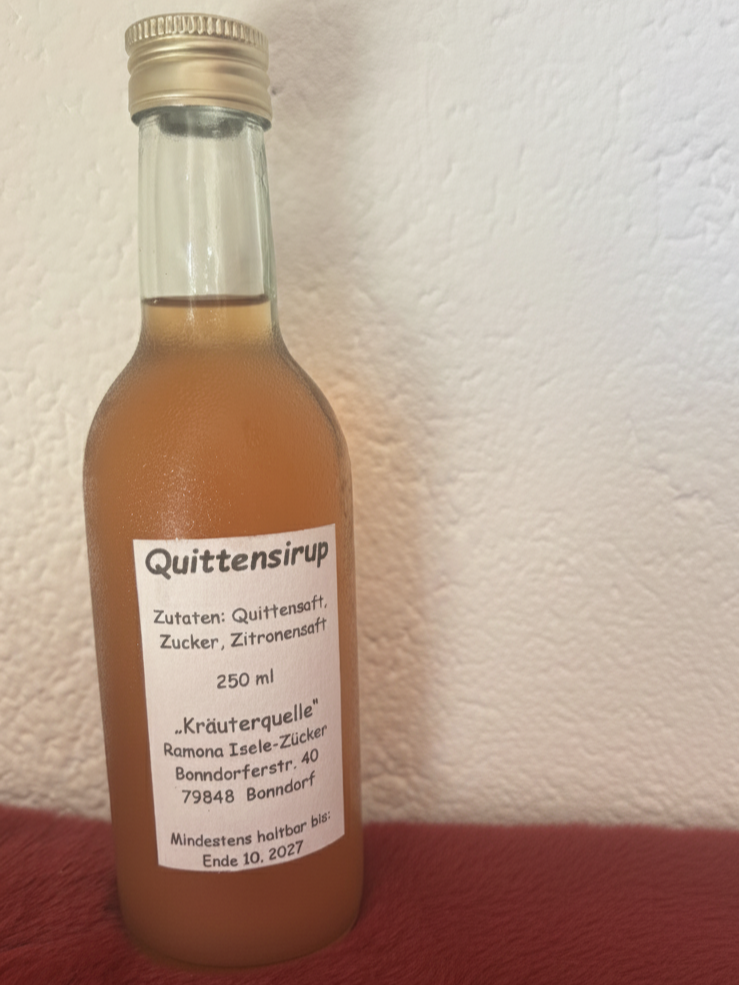 Quittensirup
Zutaten: Quittensaft,
Zucker, Zitronensaft
250 ml
„Kräuterquelle"
Ramona Isele-Zücker
Bonndorferstr. 40
79848 Bonndorf
Mindestens haltbar bis:
Ende 10. 2027